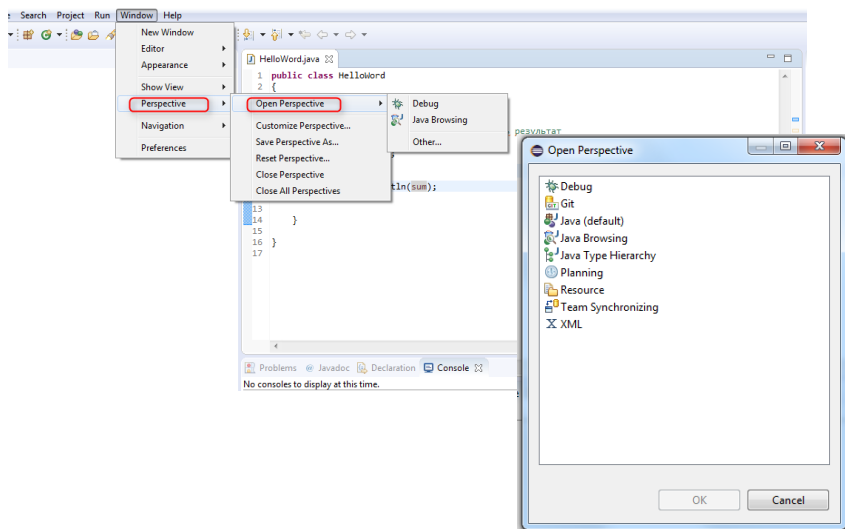 Search Project Run Window Help
New Window
Editor
Appearance
Show View
Perspective
Navigation
Preferences
Open Perspective
Customize Perspective...
Save Perspective As...
Reset Perspective...
Close Perspective
Close All Perspectives
Debug
Java Browsing
Other...
HelloWord.java
1 public class HelloWord
2 {
результат
;
tln(sum);
13
14 }
15
16 }
17
Problems @ Javadoc Declaration Console
No consoles to display at this time.
Open Perspective
Debug
Git
Java (default)
Java Browsing
Java Type Hierarchy
Planning
Resource
Team Synchronizing
X XML
OK Cancel